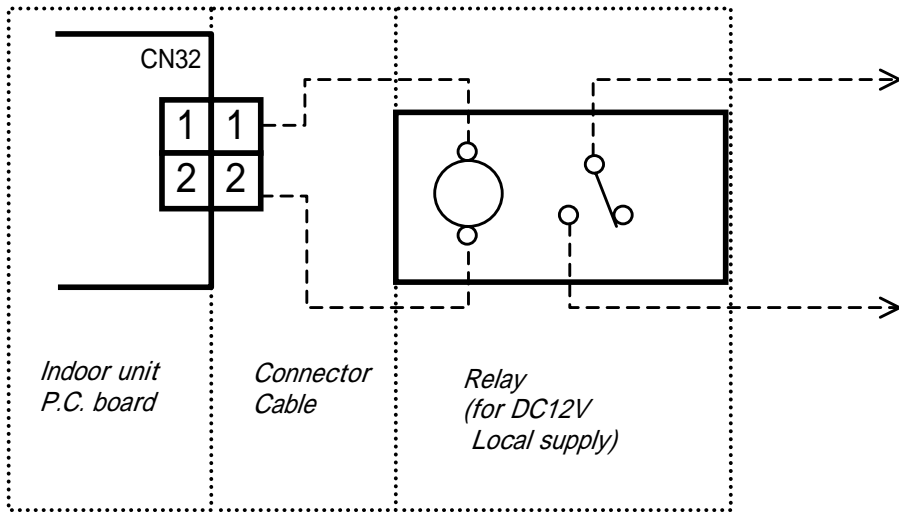 CN32
1 1
2 2
Indoor unit
P.C. board
Connector
Cable
Relay
(for DC12V
Local supply)